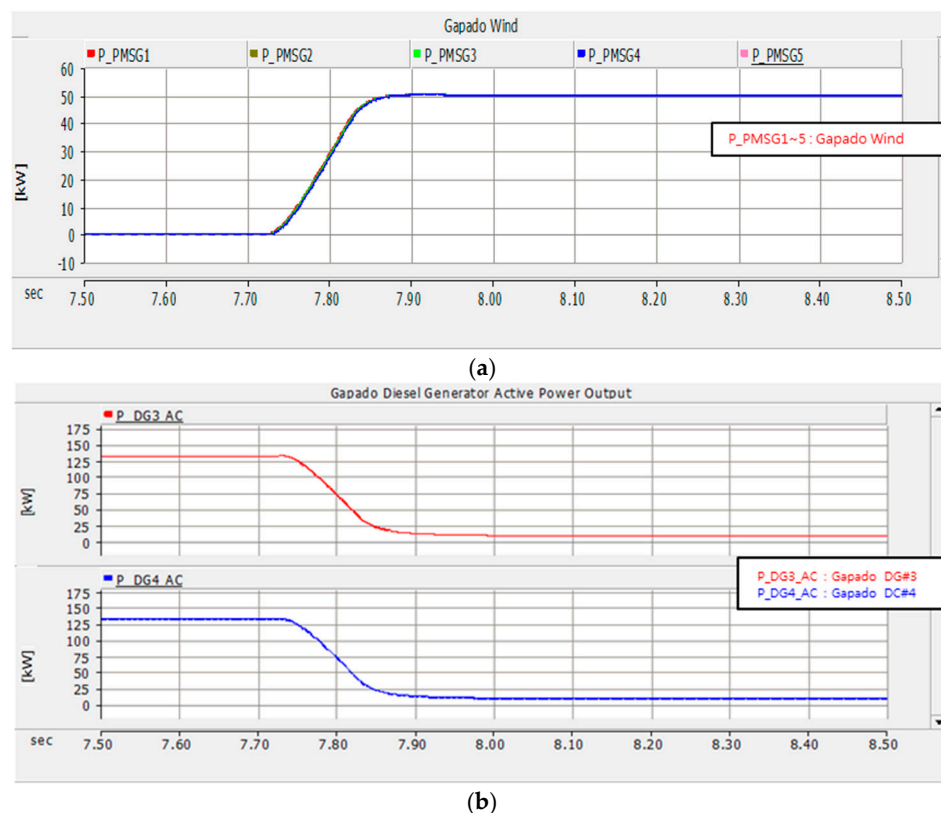 Gapado Wind
P_PMSG1 P_PMSG2 P_PMSG3 P_PMSG4 P_PMSG5
60
50
40
30
20
10
0
-10
[kW]
P_PMSG1~5 : Gapado Wind
sec 7.50 7.60 7.70 7.80 7.90 8.00 8.10 8.20 8.30 8.40 8.50
(a)
Gapado Diesel Generator Active Power Output
P_DG3_AC
175
150
125
100
75
50
25
0
[kW]
P_DG3_AC : Gapado DG#3
P_DG4_AC : Gapado DC#4
P_DG4_AC
175
150
125
100
75
50
25
0
[kW]
sec 7.50 7.60 7.70 7.80 7.90 8.00 8.10 8.20 8.30 8.40 8.50
(b)